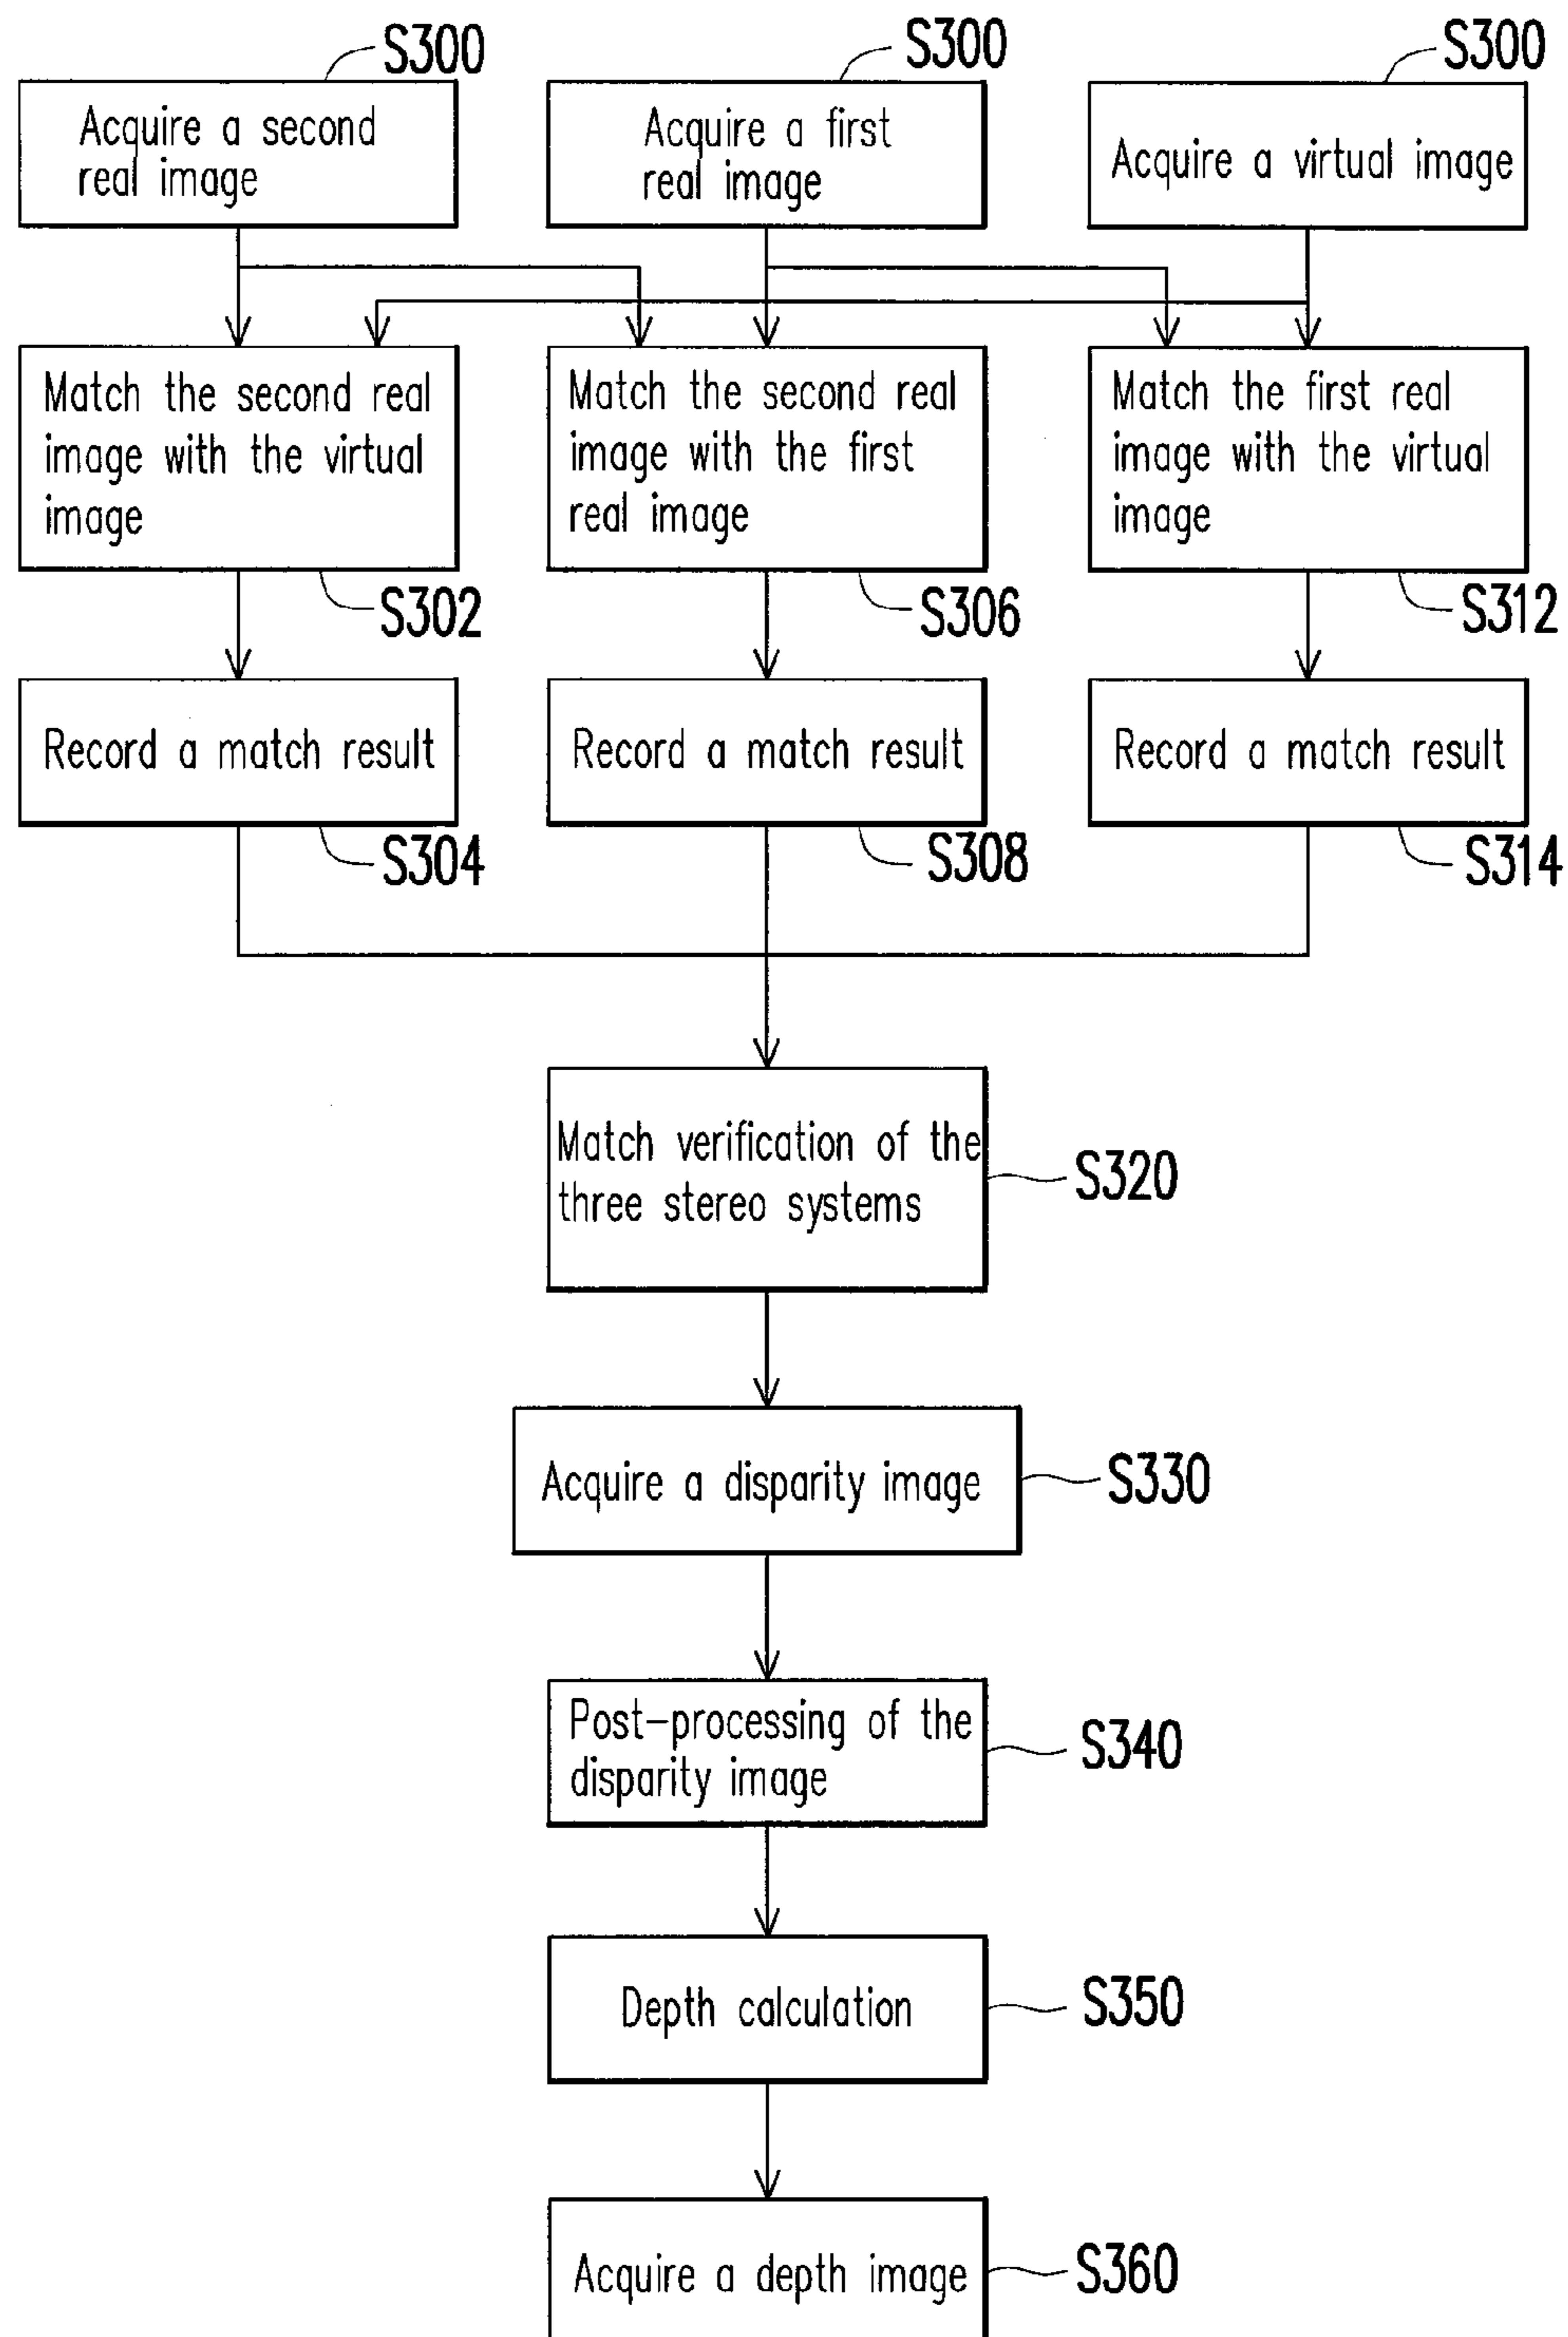 S300
S300
S300
Acquire a second
real image
Acquire a first
real image
Acquire a virtual image
Match the second real
image with the virtual
image
Match the second real
image with the first
real image
Match the first real
image with the virtual
image
S302
S306
S312
Record a match result
Record a match result
Record a match result
S304
S308
S314
Match verification of the
three stereo systems
S320
Acquire a disparity image
S330
Post-processing of the
disparity image
S340
Depth calculation
S350
Acquire a depth image
S360